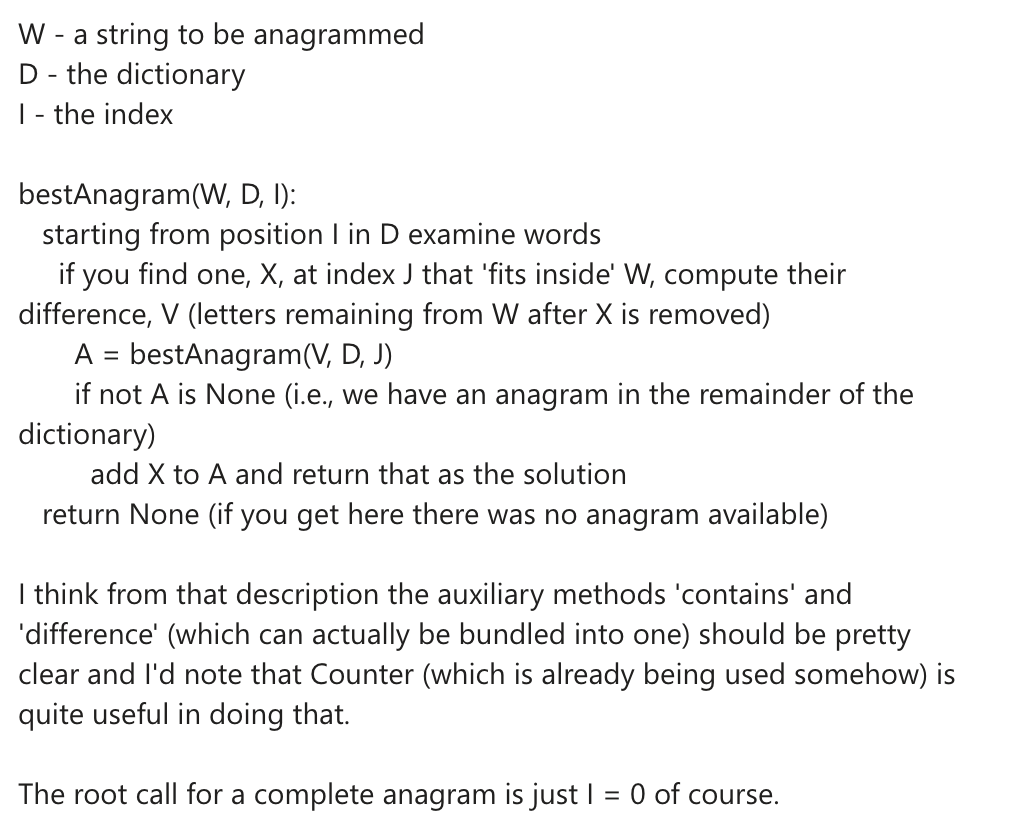 W - a string to be anagrammed
D - the dictionary
I - the index
bestAnagram(W, D, I):
starting from position I in D examine words
if you find one, X, at index J that 'fits inside' W, compute their
difference, V (letters remaining from W after X is removed)
A = bestAnagram(V, D, J)
if not A is None (i.e., we have an anagram in the remainder of the
dictionary)
add X to A and return that as the solution
return None (if you get here there was no anagram available)
I think from that description the auxiliary methods 'contains' and
'difference' (which can actually be bundled into one) should be pretty
clear and I'd note that Counter (which is already being used somehow) is
quite useful in doing that.
The root call for a complete anagram is just I = 0 of course.